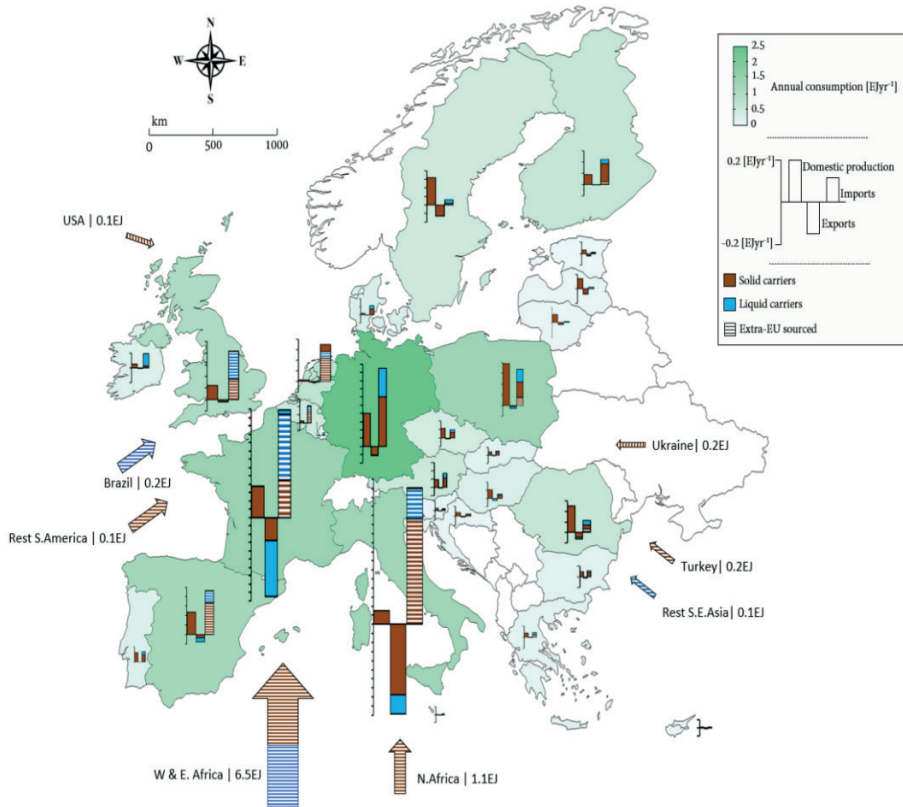 N
W E
S
km
0 500 1000
2.5
2
1.5
1
0.5
0
Annual consumption [EJyr⁻¹]
0.2 [EJyr⁻¹]
Domestic production
Imports
Exports
-0.2 [EJyr⁻¹]
Solid carriers
Liquid carriers
Extra-EU sourced
USA | 0.1EJ
Ukraine| 0.2EJ
Brazil | 0.2EJ
Rest S.America | 0.1EJ
Turkey| 0.2EJ
Rest S.E.Asia| 0.1EJ
W & E. Africa | 6.5EJ
N.Africa | 1.1EJ